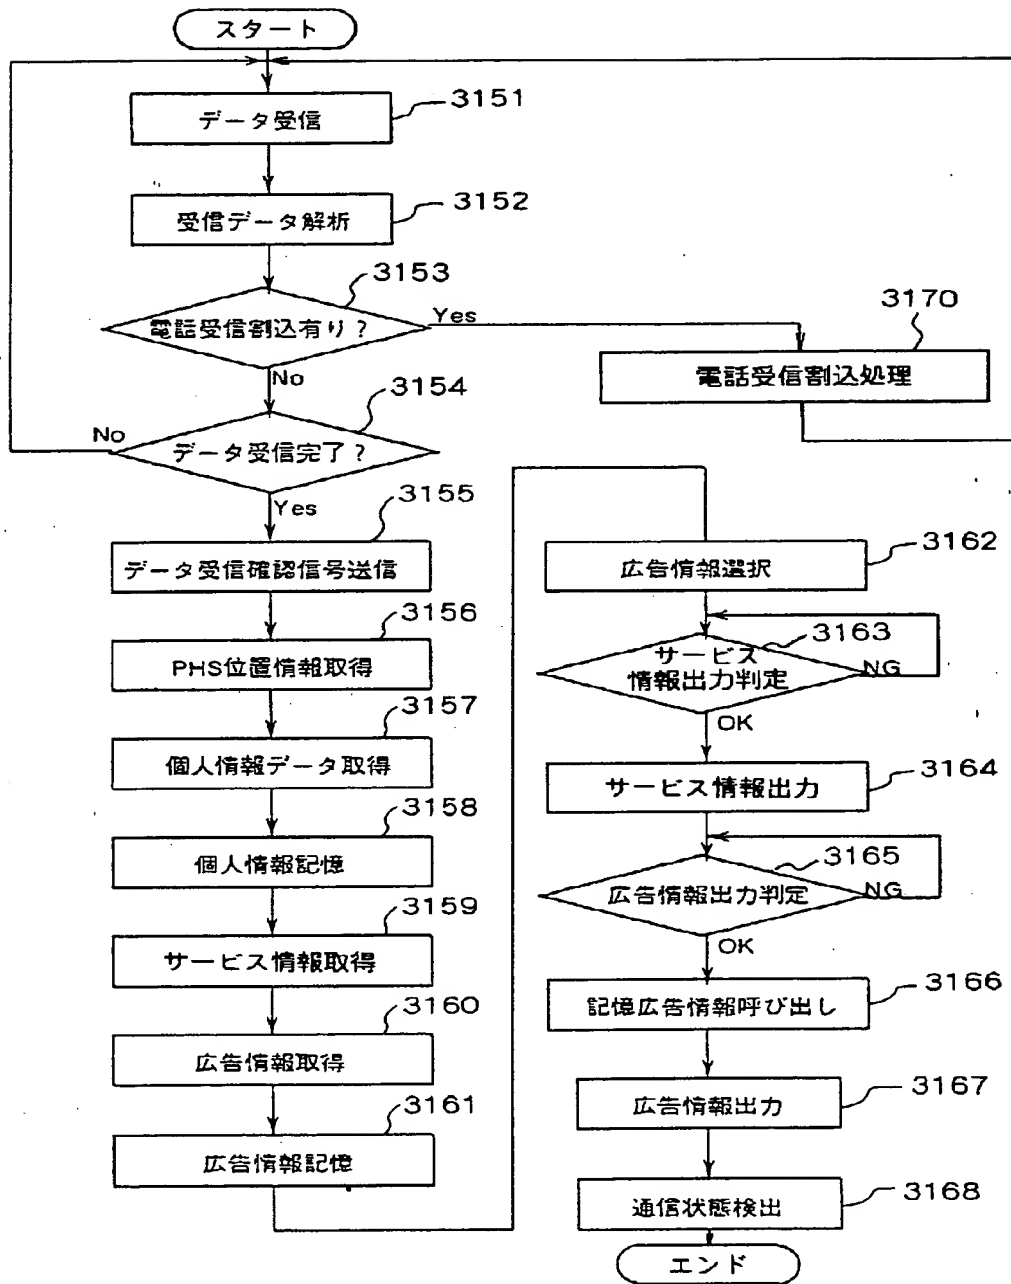 スタート
データ受信
3151
受信データ解析
3152
電話受信割込有り?
3153
Yes
No
電話受信割込処理
3170
データ受信完了?
3154
No
Yes
データ受信確認信号送信
3155
PHS位置情報取得
3156
個人情報データ取得
3157
個人情報記憶
3158
サービス情報取得
3159
広告情報取得
3160
広告情報記憶
3161
広告情報選択
3162
サービス
情報出力判定
3163
NG
OK
サービス情報出力
3164
広告情報出力判定
3165
NG
OK
記憶広告情報呼び出し
3166
広告情報出力
3167
通信状態検出
3168
エンド